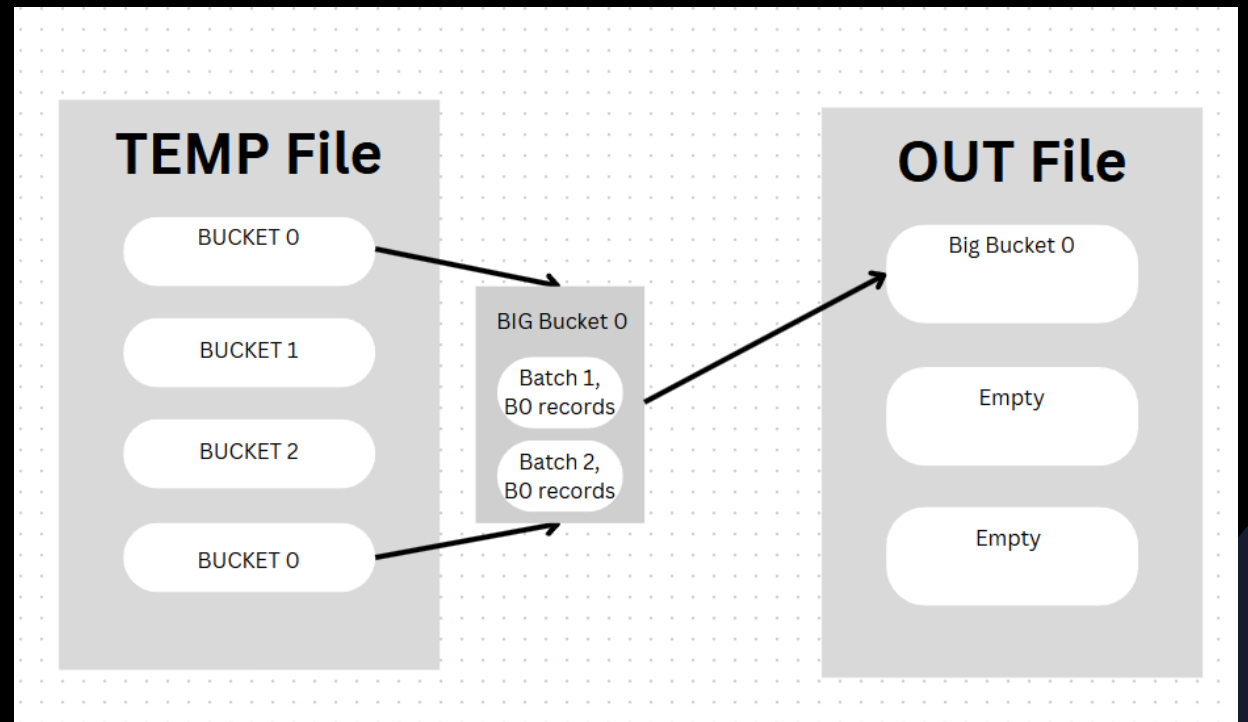 TEMP File
BUCKET 0
BUCKET 1
BUCKET 2
BUCKET 0
BIG Bucket 0
Batch 1,
B0 records
Batch 2,
B0 records
OUT File
Big Bucket 0
Empty
Empty